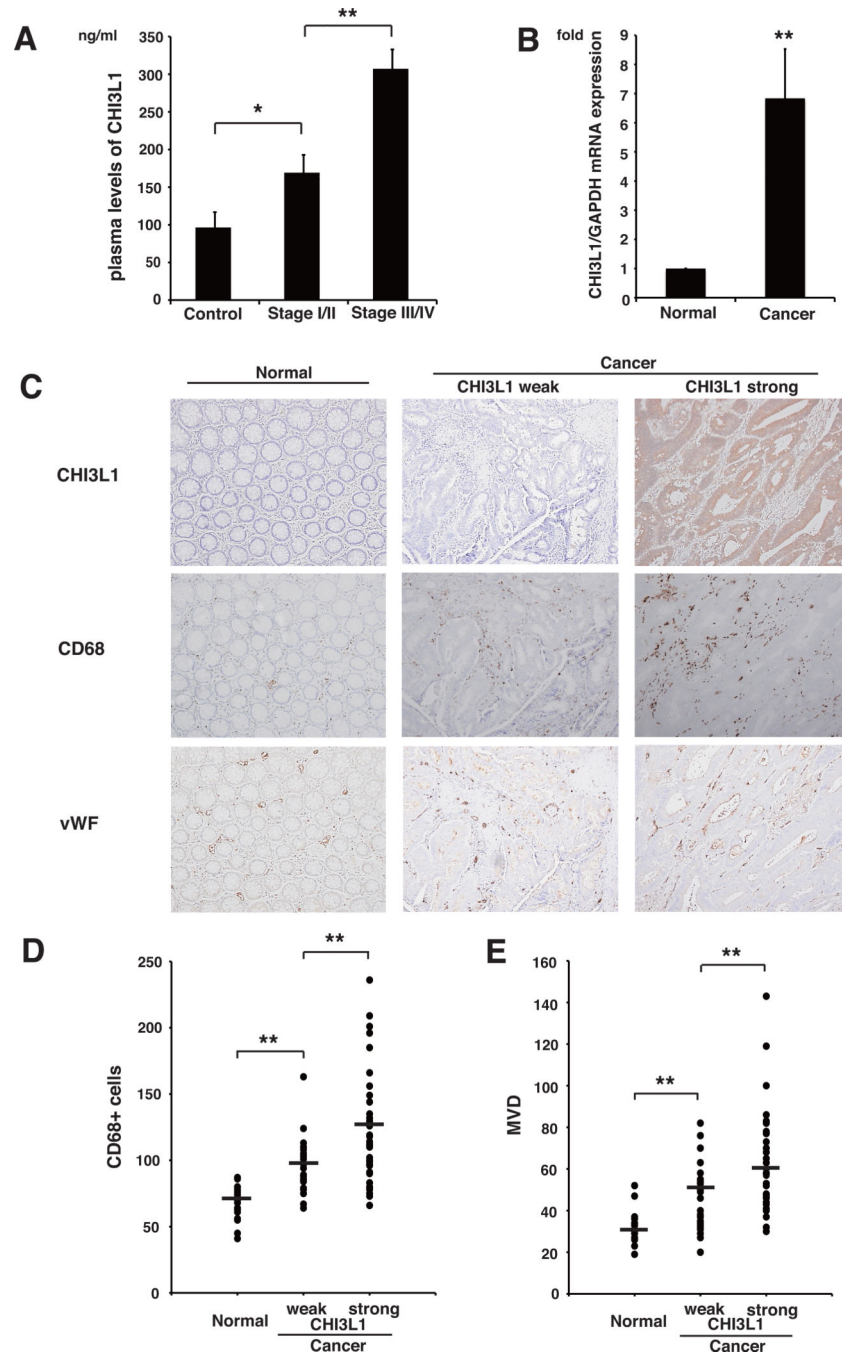 A
ng/ml
plasma levels of CHI3L1
350
300
250
200
150
100
50
0
*
**
Control Stage I/II Stage III/IV
B
fold
CHI3L1/GAPDH mRNA expression
9
8
7
6
5
4
3
2
1
0
**
Normal Cancer
C
Normal
Cancer
CHI3L1 weak CHI3L1 strong
CHI3L1
CD68
vWF
D
CD68+ cells
250
200
150
100
50
0
**
**
Normal weak strong
CHI3L1
Cancer
E
MVD
160
140
120
100
80
60
40
20
0
**
**
Normal weak strong
CHI3L1
Cancer